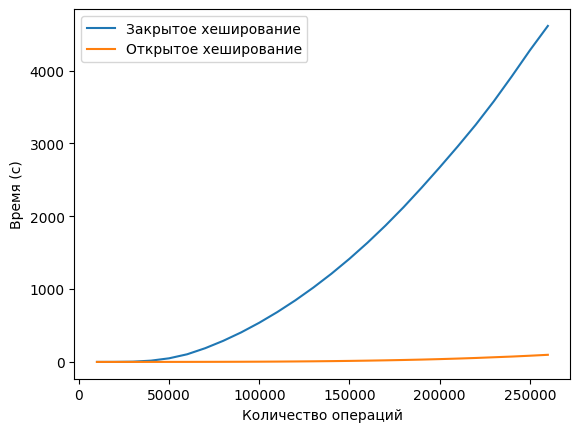 Закрытое хеширование
Открытое хеширование
Время (с)
4000
3000
2000
1000
0
0 50000 100000 150000 200000 250000
Количество операций